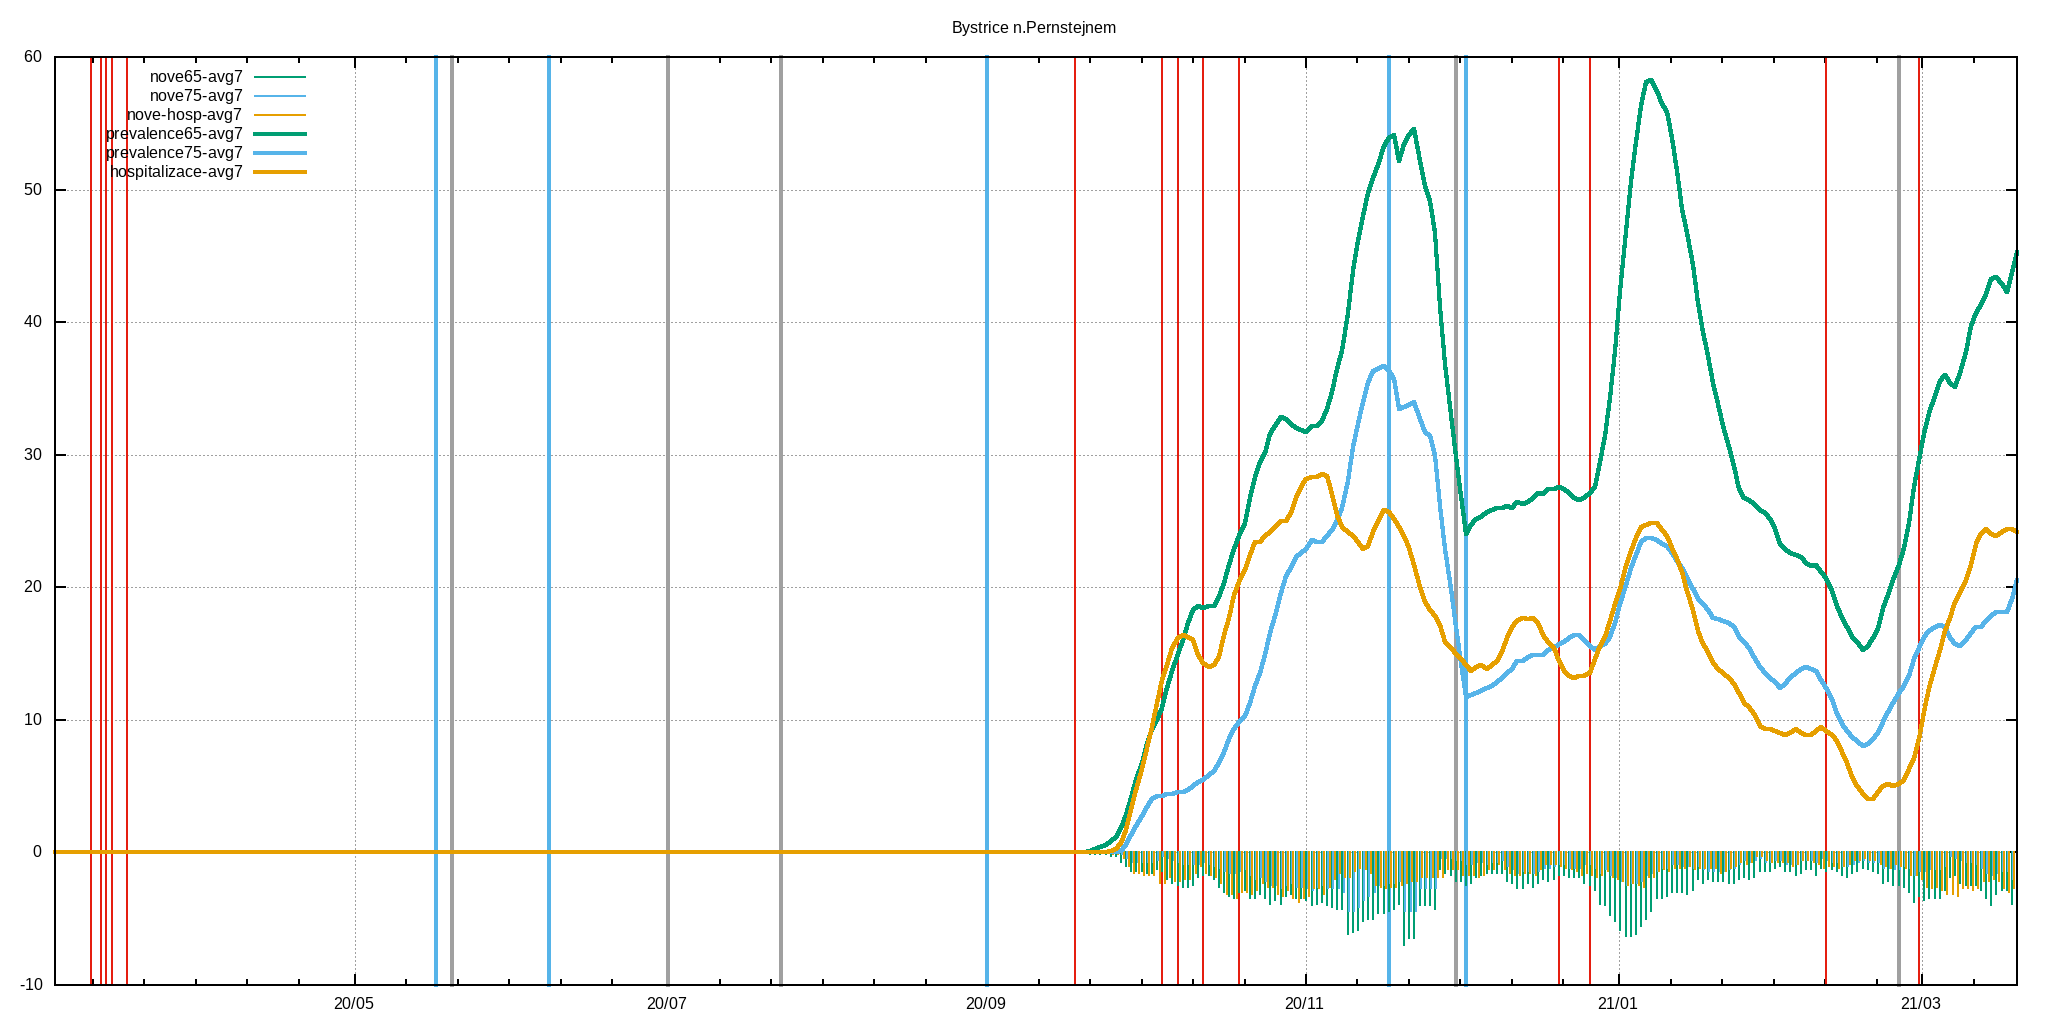 Bystrice n.Pernstejnem
60
nove65-avg7
nove75-avg7
nove-hosp-avg7
prevalence65-avg7
prevalence75-avg7
hospitalizace-avg7
50
40
30
20
10
0
-10
20/05
20/07
20/09
20/11
21/01
21/03